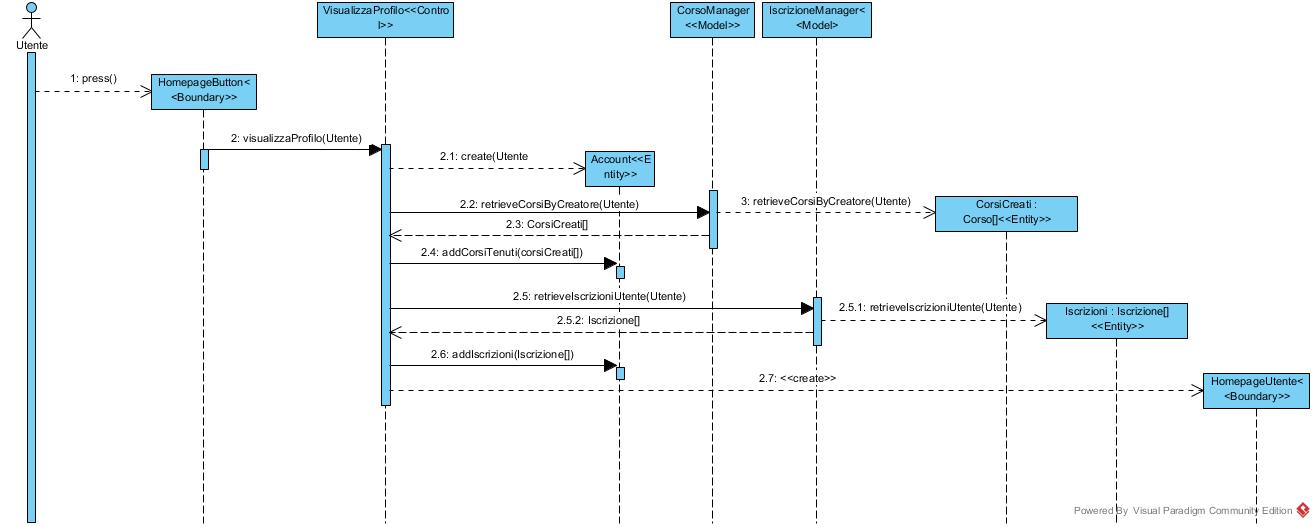 VisualizzaProfilo<<Contro
l>>
CorsoManager
<<Model>>
IscrizioneManager<
<Model>
Utente
1: press()
HomepageButton<
<Boundary>>
2: visualizzaProfilo(Utente)
2.1: create(Utente
Account<<E
ntity>>
2.2: retrieveCorsiByCreatore(Utente)
3: retrieveCorsiByCreatore(Utente)
CorsiCreati :
Corso[]<<Entity>>
2.3: CorsiCreati[]
2.4: addCorsiTenuti(corsiCreati[])
2.5: retrieveIscrizioniUtente(Utente)
2.5.1: retrieveIscrizioniUtente(Utente)
Iscrizioni : Iscrizione[]
<<Entity>>
2.5.2: Iscrizione[]
2.6: addIscrizioni(Iscrizione[])
2.7: <<create>>
HomepageUtente<
<Boundary>>
Powered By Visual Paradigm Community Edition